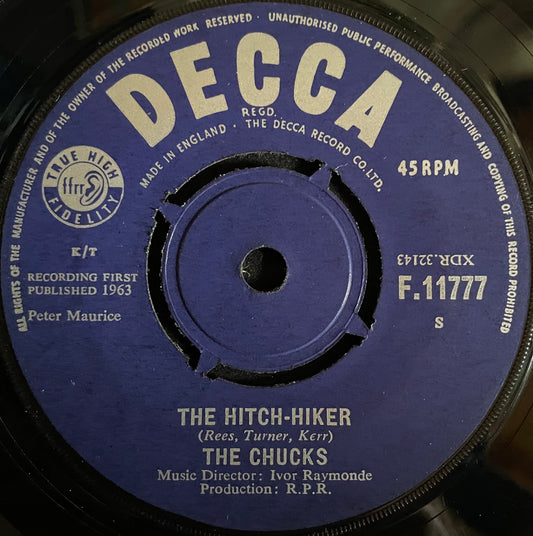 ALL RIGHTS OF THE MANUFACTURER AND OF THE OWNER OF THE RECORDED WORK RESERVED · UNAUTHORISED PUBLIC PERFORMANCE BROADCASTING AND COPYING OF THIS RECORD PROHIBITED
DECCA
REGD.
MADE IN ENGLAND · THE DECCA RECORD CO. LTD.
TRUE HIGH
ffrr
FIDELITY
45 RPM
K/T
RECORDING FIRST
PUBLISHED 1963
Peter Maurice
XDR.32143
F.11777
S
THE HITCH-HIKER
(Rees, Turner, Kerr)
THE CHUCKS
Music Director: Ivor Raymonde
Production: R.P.R.